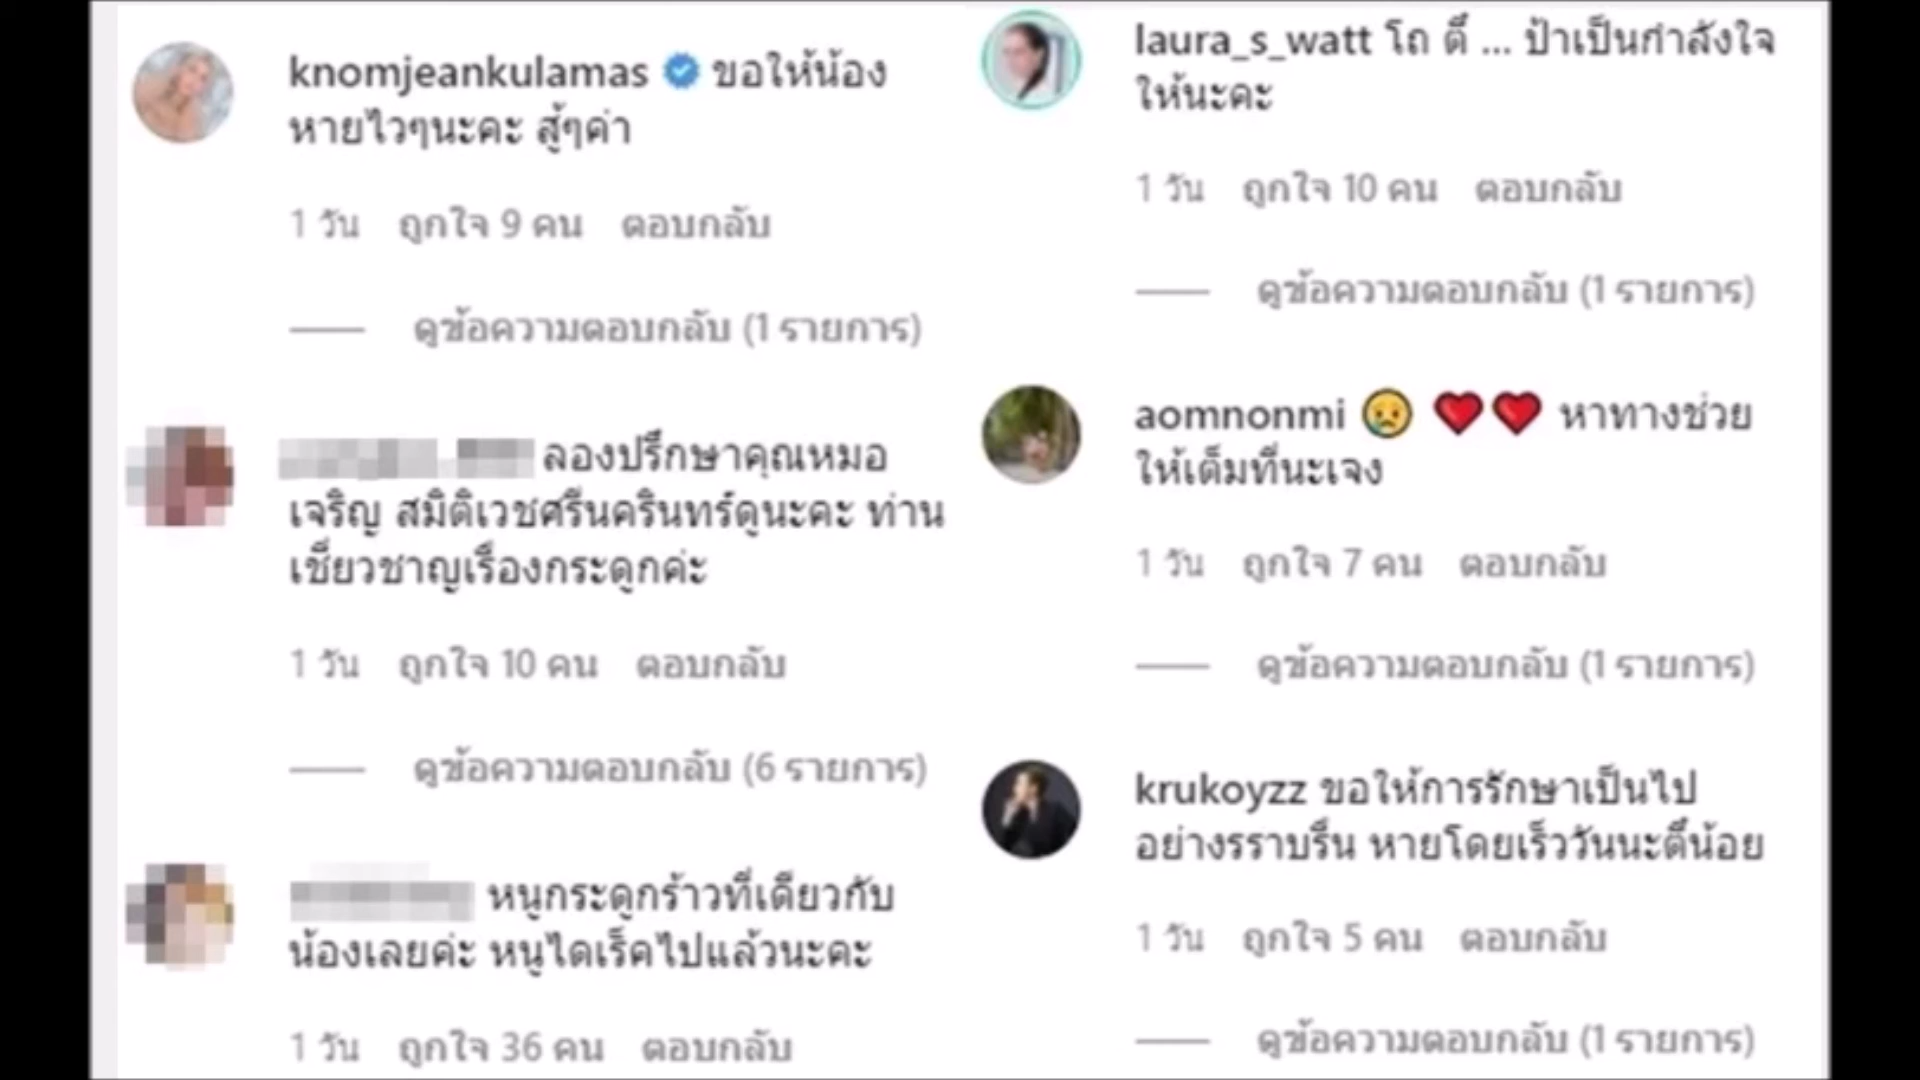 knomjeankulamas ขอให้น้อง
หายไวๆนะคะ สู้ๆค่า
1 วัน ถูกใจ 9 คน ตอบกลับ
ดูข้อความตอบกลับ (1 รายการ)
ลองปรึกษาคุณหมอ
เจริญ สมิติเวชศรีนครินทร์ดูนะคะ ท่าน
เชี่ยวชาญเรื่องกระดูกค่ะ
1 วัน ถูกใจ 10 คน ตอบกลับ
ดูข้อความตอบกลับ (6 รายการ)
หนูกระดูกร้าวที่เดียวกับ
น้องเลยค่ะ หนูไดเร็คไปแล้วนะคะ
1 วัน ถูกใจ 36 คน ตอบกลับ
laura_s_watt โถ ตี๋ ... ป้าเป็นกำลังใจ
ให้นะคะ
1 วัน ถูกใจ 10 คน ตอบกลับ
ดูข้อความตอบกลับ (1 รายการ)
aomnonmi 😢 ❤️❤️ หาทางช่วย
ให้เต็มที่นะเจง
1 วัน ถูกใจ 7 คน ตอบกลับ
ดูข้อความตอบกลับ (1 รายการ)
krukoyzz ขอให้การรักษาเป็นไป
อย่างรราบรื่น หายโดยเร็ววันนะตี๋น้อย
1 วัน ถูกใจ 5 คน ตอบกลับ
ดูข้อความตอบกลับ (1 รายการ)